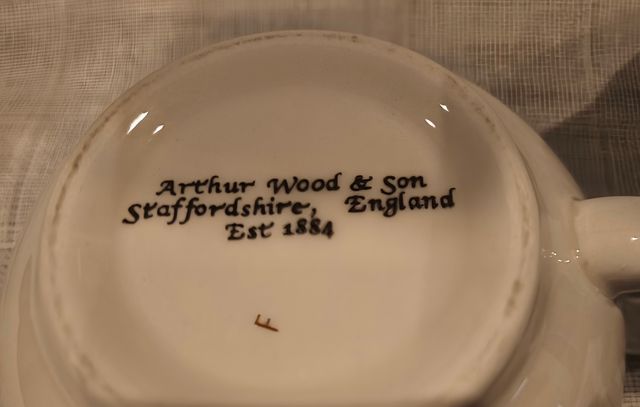 Arthur Wood & Son
Staffordshire, England
Est 1884
F